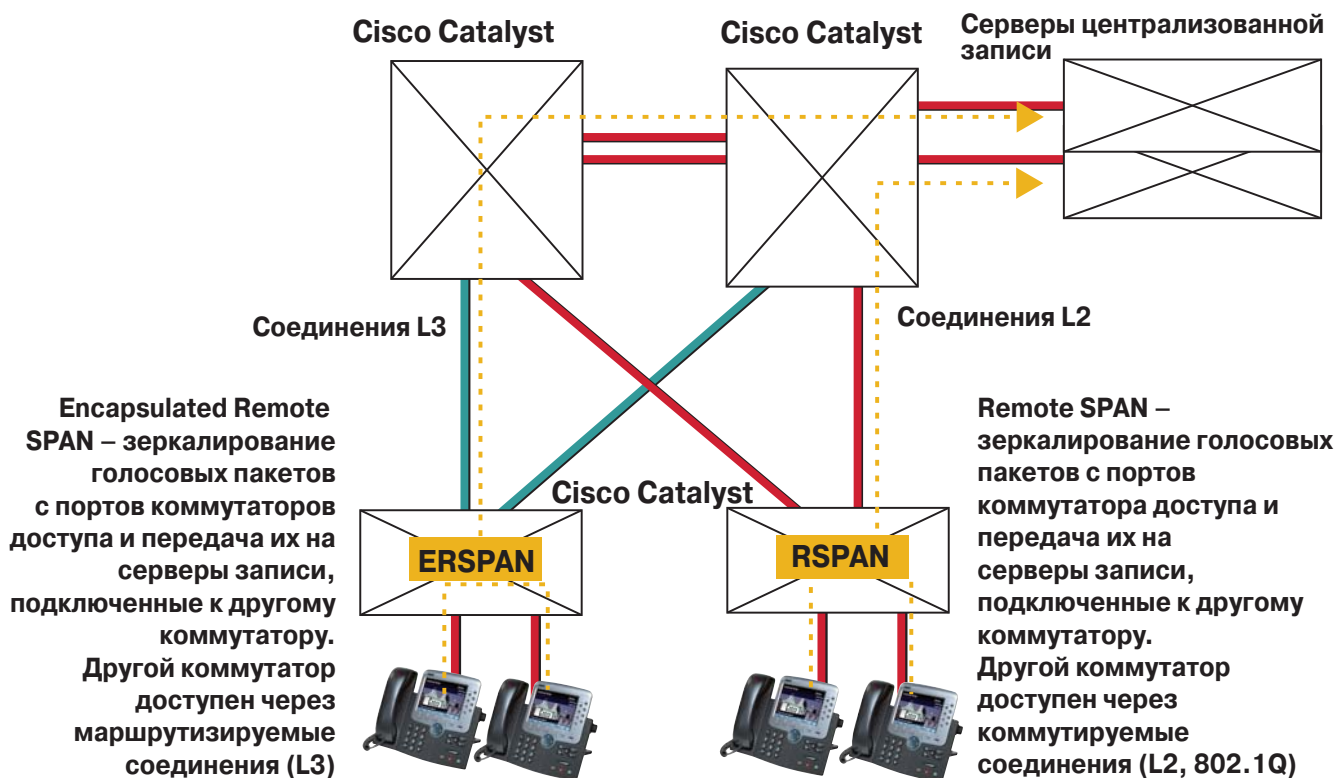 Cisco Catalyst
Cisco Catalyst
Серверы централизованной
записи
Соединения L3
Соединения L2
Encapsulated Remote
SPAN – зеркалирование
голосовых пакетов
с портов коммутаторов
доступа и передача их на
серверы записи,
подключенные к другому
коммутатору.
Другой коммутатор
доступен через
маршрутизируемые
соединения (L3)
Cisco Catalyst
ERSPAN
RSPAN
Remote SPAN –
зеркалирование голосовых
пакетов с портов
коммутатора доступа и
передача их на
серверы записи,
подключенные к другому
коммутатору.
Другой коммутатор
доступен через
коммутируемые
соединения (L2, 802.1Q)